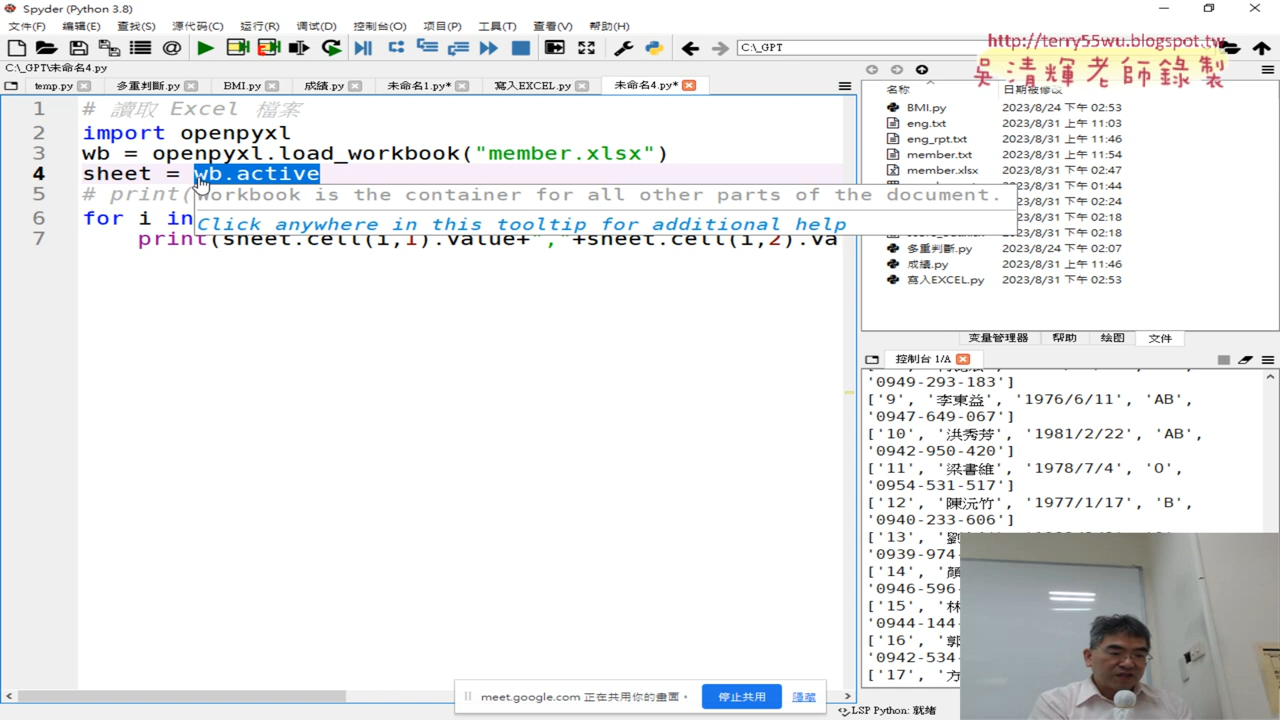 Spyder (Python 3.8)
文件(F) 编辑(E) 查找(S) 源代码(C) 运行(R) 调试(D) 控制台(O) 项目(P) 工具(T) 查看(V) 帮助(H)
C:\_GPT
http://terry55wu.blogspot.tw
吳清輝老師錄製
C:\_GPT\未命名4.py
temp.py 多重判斷.py BMI.py 成績.py 未命名1.py* 寫入EXCEL.py 未命名4.py*
1 # 讀取 Excel 檔案
2 import openpyxl
3 wb = openpyxl.load_workbook("member.xlsx")
4 sheet = wb.active
5 # print(
Workbook is the container for all other parts of the document.
Click anywhere in this tooltip for additional help
6 for i in
7 print(sheet.cell(i,1).value+","+sheet.cell(i,2).va
名称 日期被修改
BMI.py 2023/8/24 下午 02:53
eng.txt 2023/8/31 上午 11:03
eng_rpt.txt 2023/8/31 上午 11:46
member.txt 2023/8/31 上午 11:54
member.xlsx 2023/8/31 下午 02:47
上午 01:44
下午 02:24
下午 02:18
2023/8/31 下午 02:18
多重判斷.py 2023/8/24 下午 02:07
成績.py 2023/8/31 上午 11:46
寫入EXCEL.py 2023/8/31 下午 02:53
变量管理器 帮助 绘图 文件
控制台 1/A
'0949-293-183']
['9', '李東益', '1976/6/11', 'AB',
'0947-649-067']
['10', '洪秀芳', '1981/2/22', 'AB',
'0942-950-420']
['11', '梁書維', '1978/7/4', 'O',
'0954-531-517']
['12', '陳沅竹', '1977/1/17', 'B',
'0940-233-606']
['13', '劉
'0939-974
['14', '顏
'0946-596
['15', '林
'0944-144
['16', '郭
'0942-534
['17', '方
meet.google.com 正在共用你的畫面。 停止共用 隱藏
LSP Python: 就绪